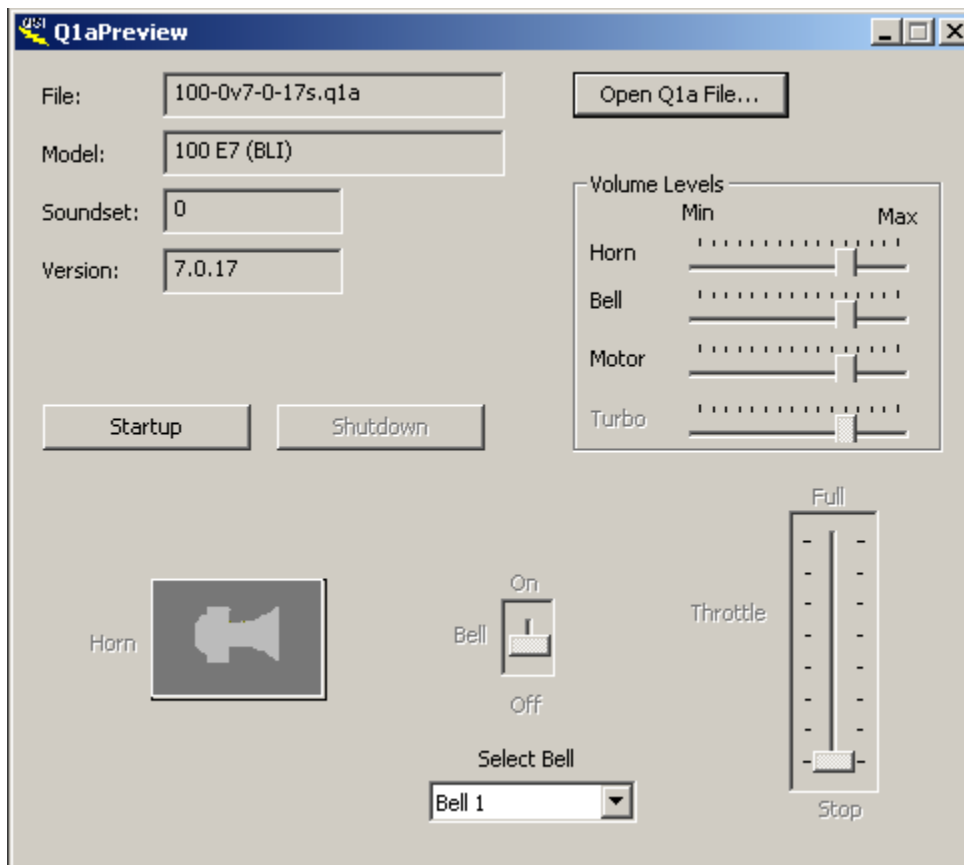 QSI Q1aPreview
File: 100-0v7-0-17s.q1a
Open Q1a File...
Model: 100 E7 (BLI)
Soundset: 0
Version: 7.0.17
Volume Levels
Min Max
Horn
Bell
Motor
Turbo
Startup Shutdown
Full
Horn
On
Bell
Off
Throttle
Stop
Select Bell
Bell 1